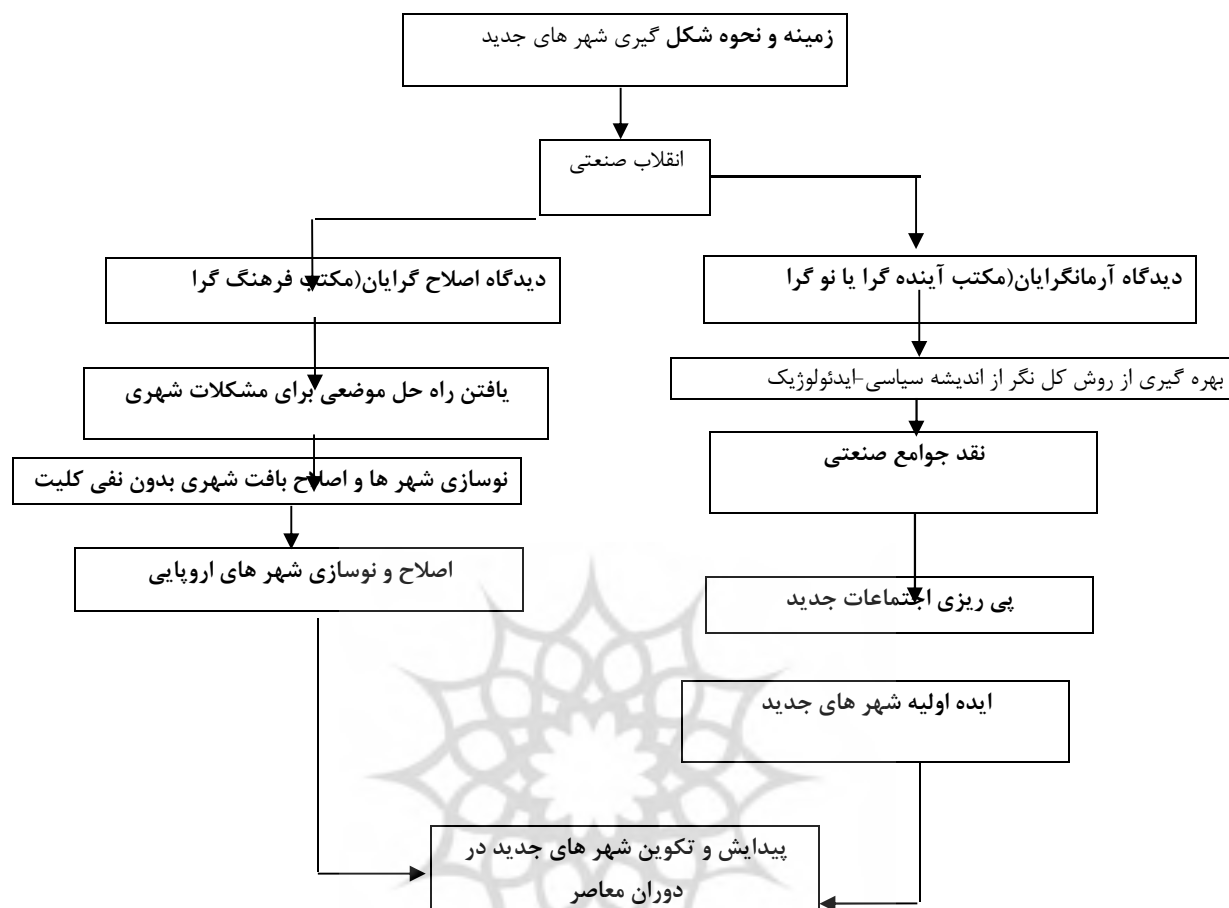 زمینه و نحوه شکل گیری شهر های جدید
انقلاب صنعتی
دیدگاه آرمانگرایان(مکتب آینده گرا یا نو گرا
دیدگاه اصلاح گرایان(مکتب فرهنگ گرا
بهره گیری از روش کل نگر از اندیشه سیاسی-ایدئولوژیک
یافتن راه حل موضعی برای مشکلات شهری
نقد جوامع صنعتی
نوسازی شهر ها و اصلاح بافت شهری بدون نفی کلیت
پی ریزی اجتماعات جدید
اصلاح و نوسازی شهر های اروپایی
ایده اولیه شهر های جدید
پیدایش و تکوین شهر های جدید در
دوران معاصر